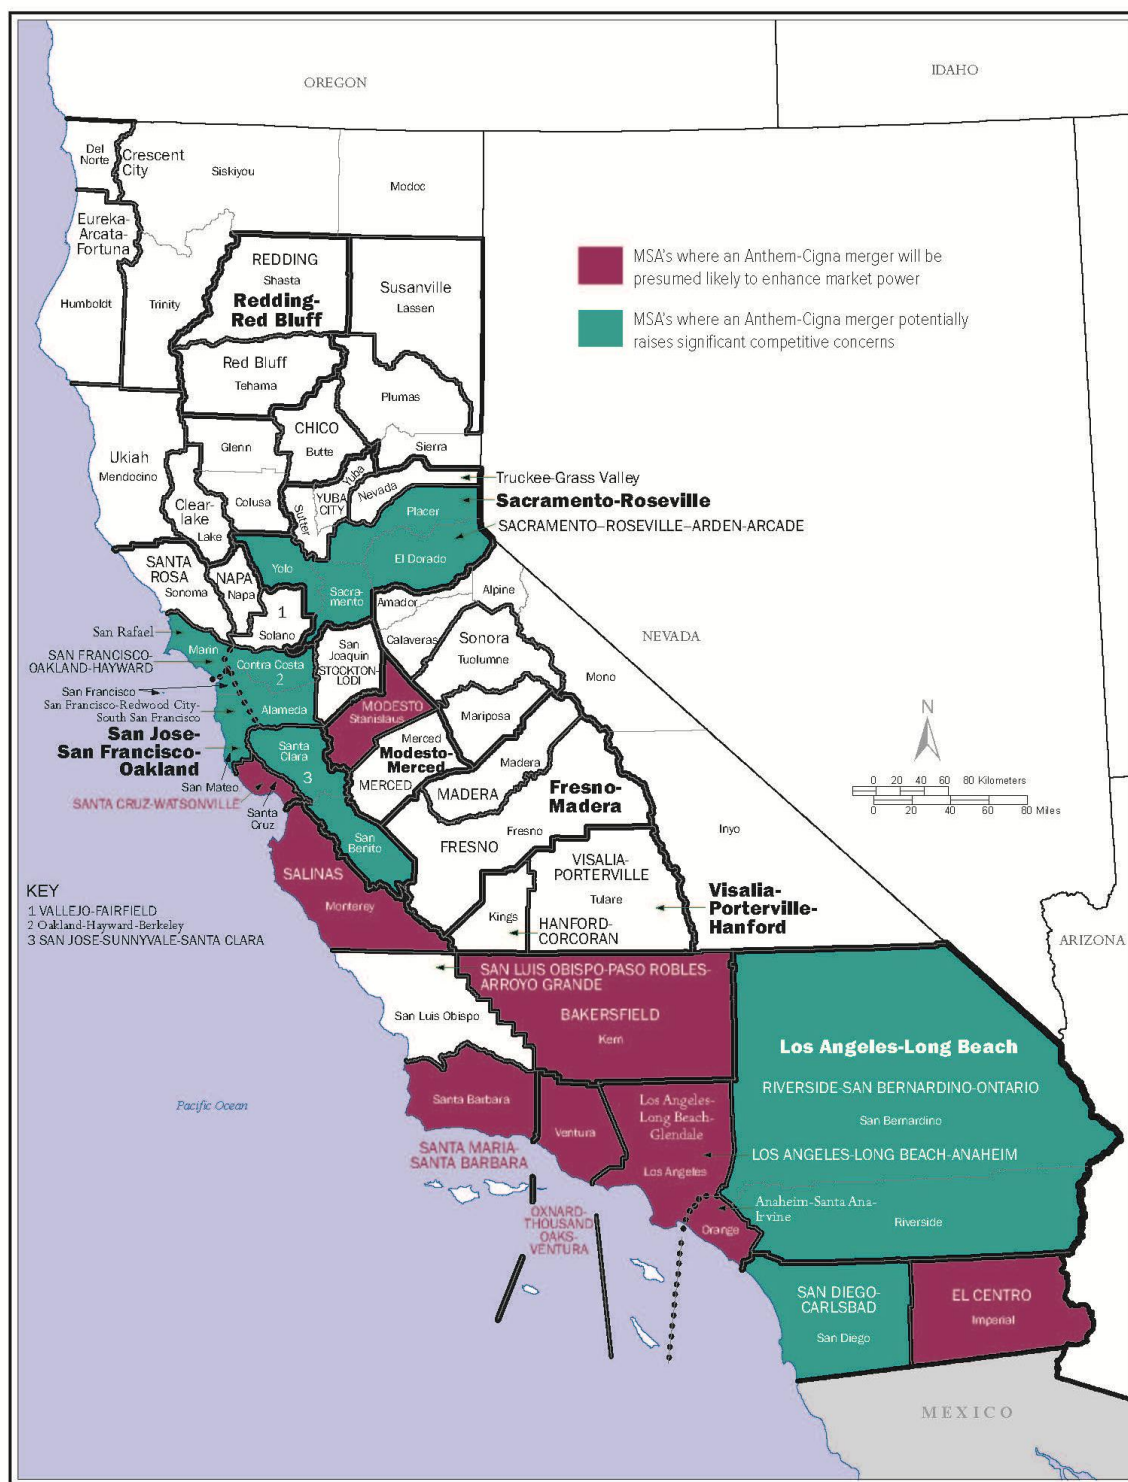 OREGON
IDAHO
Del
Norte
Crescent
City
Siskiyou
Modoc
Eureka-
Arcata-
Fortuna
Humboldt
Trinity
REDDING
Shasta
Redding-
Red Bluff
Susanville
Lassen
MSA's where an Anthem-Cigna merger will be
presumed likely to enhance market power
MSA's where an Anthem-Cigna merger potentially
raises significant competitive concerns
Red Bluff
Tehama
Plumas
CHICO
Butte
Glenn
Sierra
Ukiah
Mendocino
Yuba
Nevada
Truckee-Grass Valley
Colusa
Sutter
YUBA
CITY
Clear-
lake
Lake
Placer
Sacramento-Roseville
SACRAMENTO–ROSEVILLE–ARDEN-ARCADE
El Dorado
Yolo
Sacra-
mento
SANTA
ROSA
Sonoma
NAPA
Napa
1
Solano
Amador
Alpine
Calaveras
San Rafael
Marin
SAN FRANCISCO-
OAKLAND-HAYWARD
Contra Costa
2
Alameda
San
Joaquin
STOCKTON-
LODI
Sonora
Tuolumne
NEVADA
Mono
San Francisco
San Francisco-Redwood City-
South San Francisco
San Jose-
San Francisco-
Oakland
San Mateo
SANTA CRUZ-WATSONVILLE
Santa
Cruz
Santa
Clara
3
San
Benito
MODESTO
Stanislaus
Mariposa
Merced
Modesto-
Merced
MERCED
Madera
MADERA
Fresno-
Madera
Fresno
FRESNO
N
0 20 40 60 80 Kilometers
0 20 40 60 80 Miles
Inyo
SALINAS
Monterey
VISALIA-
PORTERVILLE
Tulare
Visalia-
Porterville-
Hanford
Kings
HANFORD-
CORCORAN
KEY
1 VALLEJO-FAIRFIELD
2 Oakland-Hayward-Berkeley
3 SAN JOSE-SUNNYVALE-SANTA CLARA
ARIZONA
SAN LUIS OBISPO-PASO ROBLES-
ARROYO GRANDE
San Luis Obispo
BAKERSFIELD
Kern
Los Angeles-Long Beach
RIVERSIDE-SAN BERNARDINO-ONTARIO
San Bernardino
Pacific Ocean
Santa Barbara
SANTA MARIA-
SANTA BARBARA
Ventura
Los Angeles-
Long Beach-
Glendale
Los Angeles
LOS ANGELES-LONG BEACH-ANAHEIM
Anaheim-Santa Ana-
Irvine
Orange
Riverside
OXNARD-
THOUSAND
OAKS-
VENTURA
SAN DIEGO-
CARLSBAD
San Diego
EL CENTRO
Imperial
MEXICO